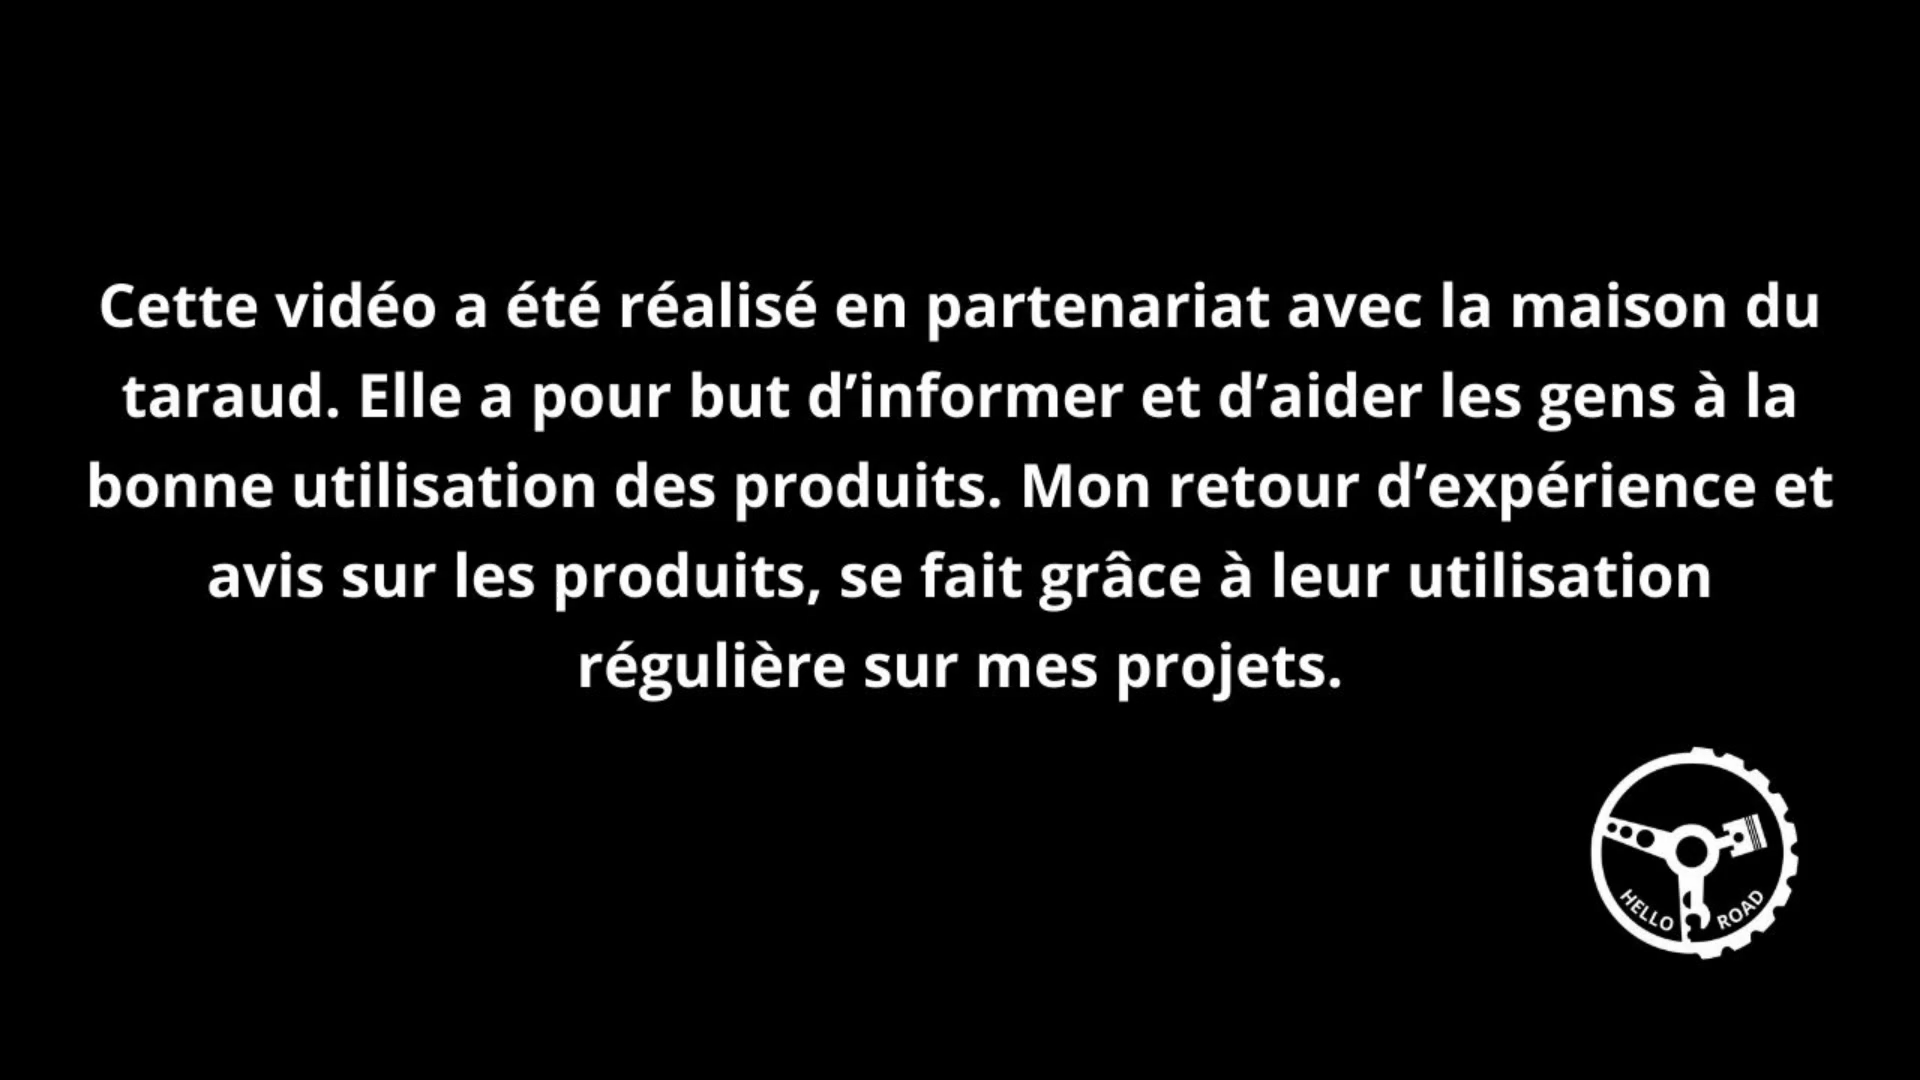 Cette vidéo a été réalisé en partenariat avec la maison du
taraud. Elle a pour but d’informer et d’aider les gens à la
bonne utilisation des produits. Mon retour d’expérience et
avis sur les produits, se fait grâce à leur utilisation
régulière sur mes projets.
HELLO ROAD